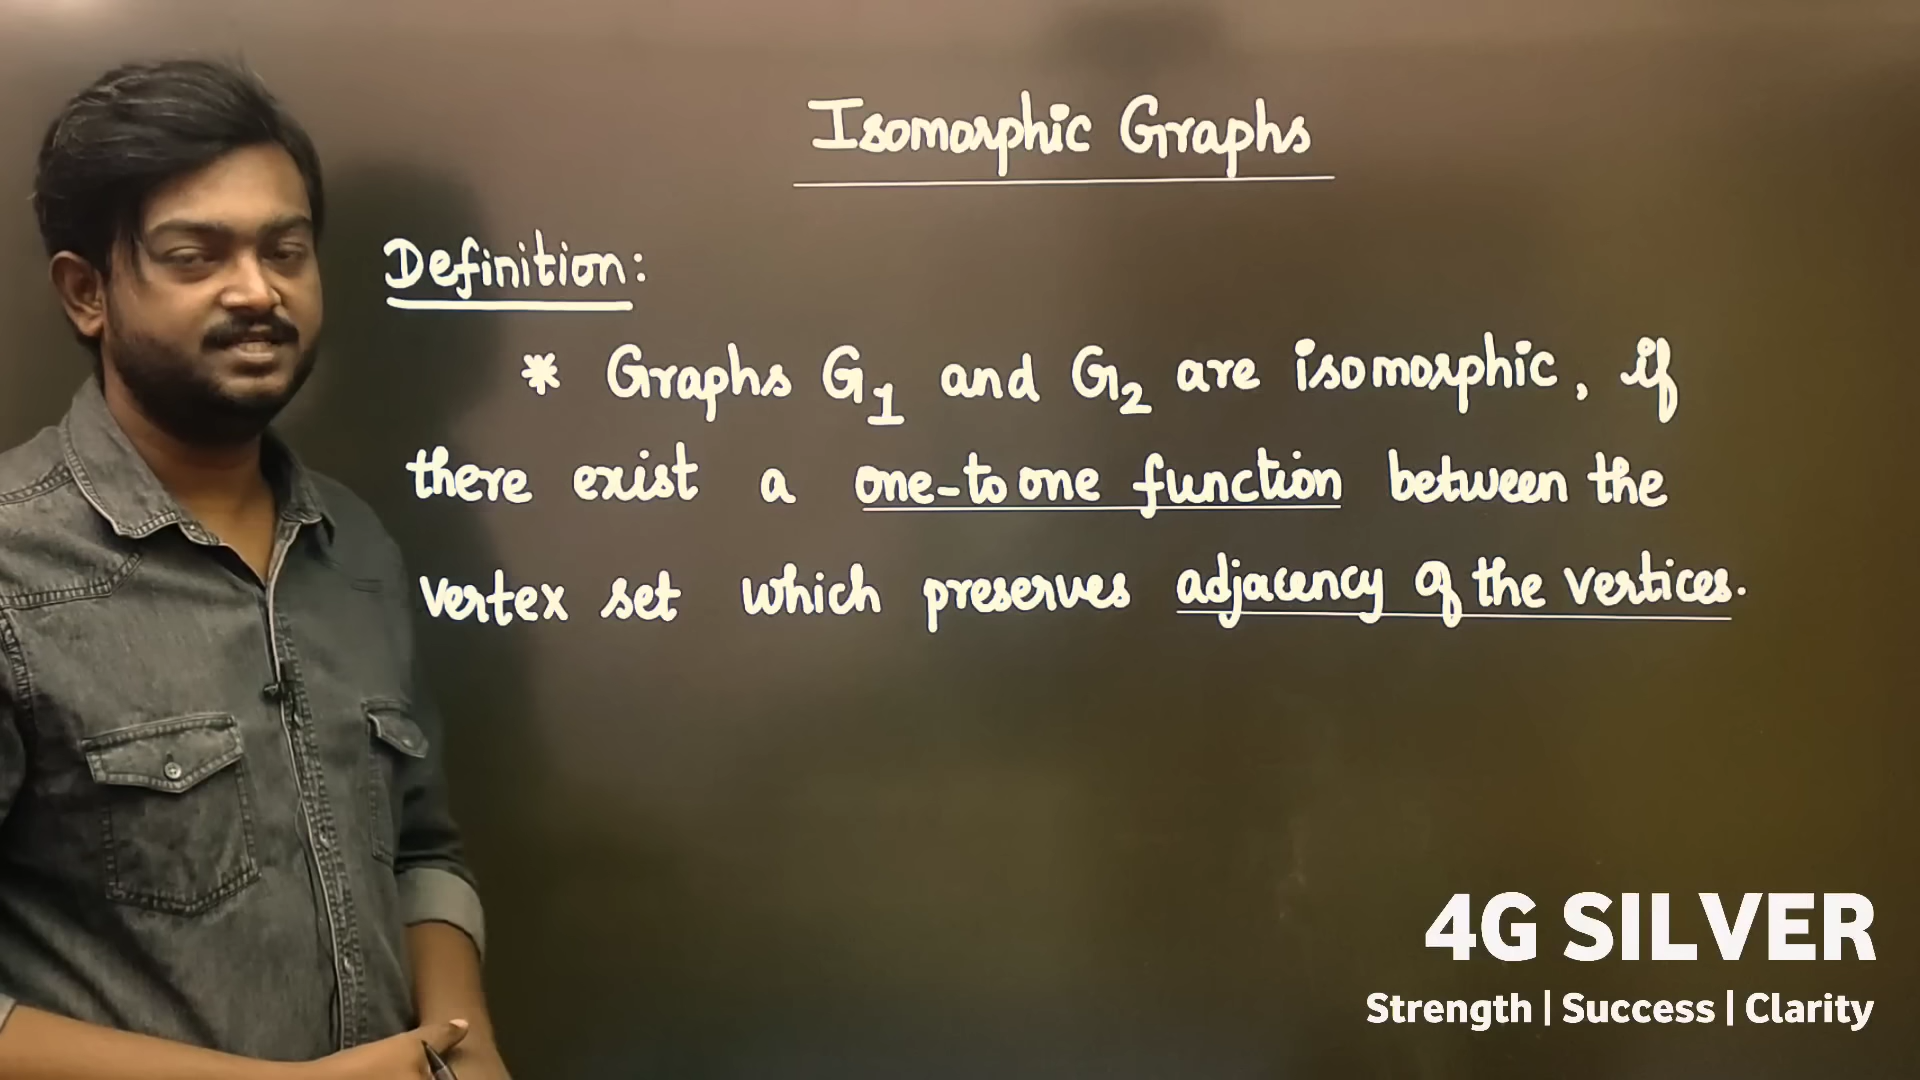 Isomorphic Graphs
Definition:
* Graphs G₁ and G₂ are isomorphic, if
there exist a one-to one function between the
vertex set which preserves adjacency of the vertices.
4G SILVER
Strength | Success | Clarity